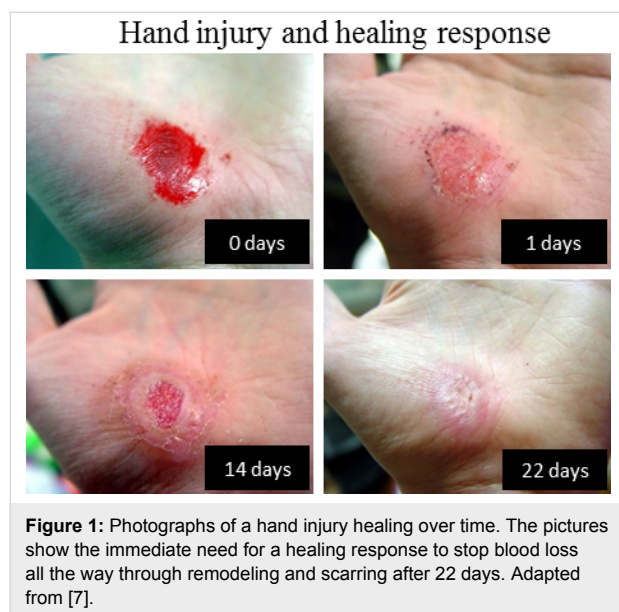 Hand injury and healing response
0 days
1 days
14 days
22 days
Figure 1: Photographs of a hand injury healing over time. The pictures
show the immediate need for a healing response to stop blood loss
all the way through remodeling and scarring after 22 days. Adapted
from [7].